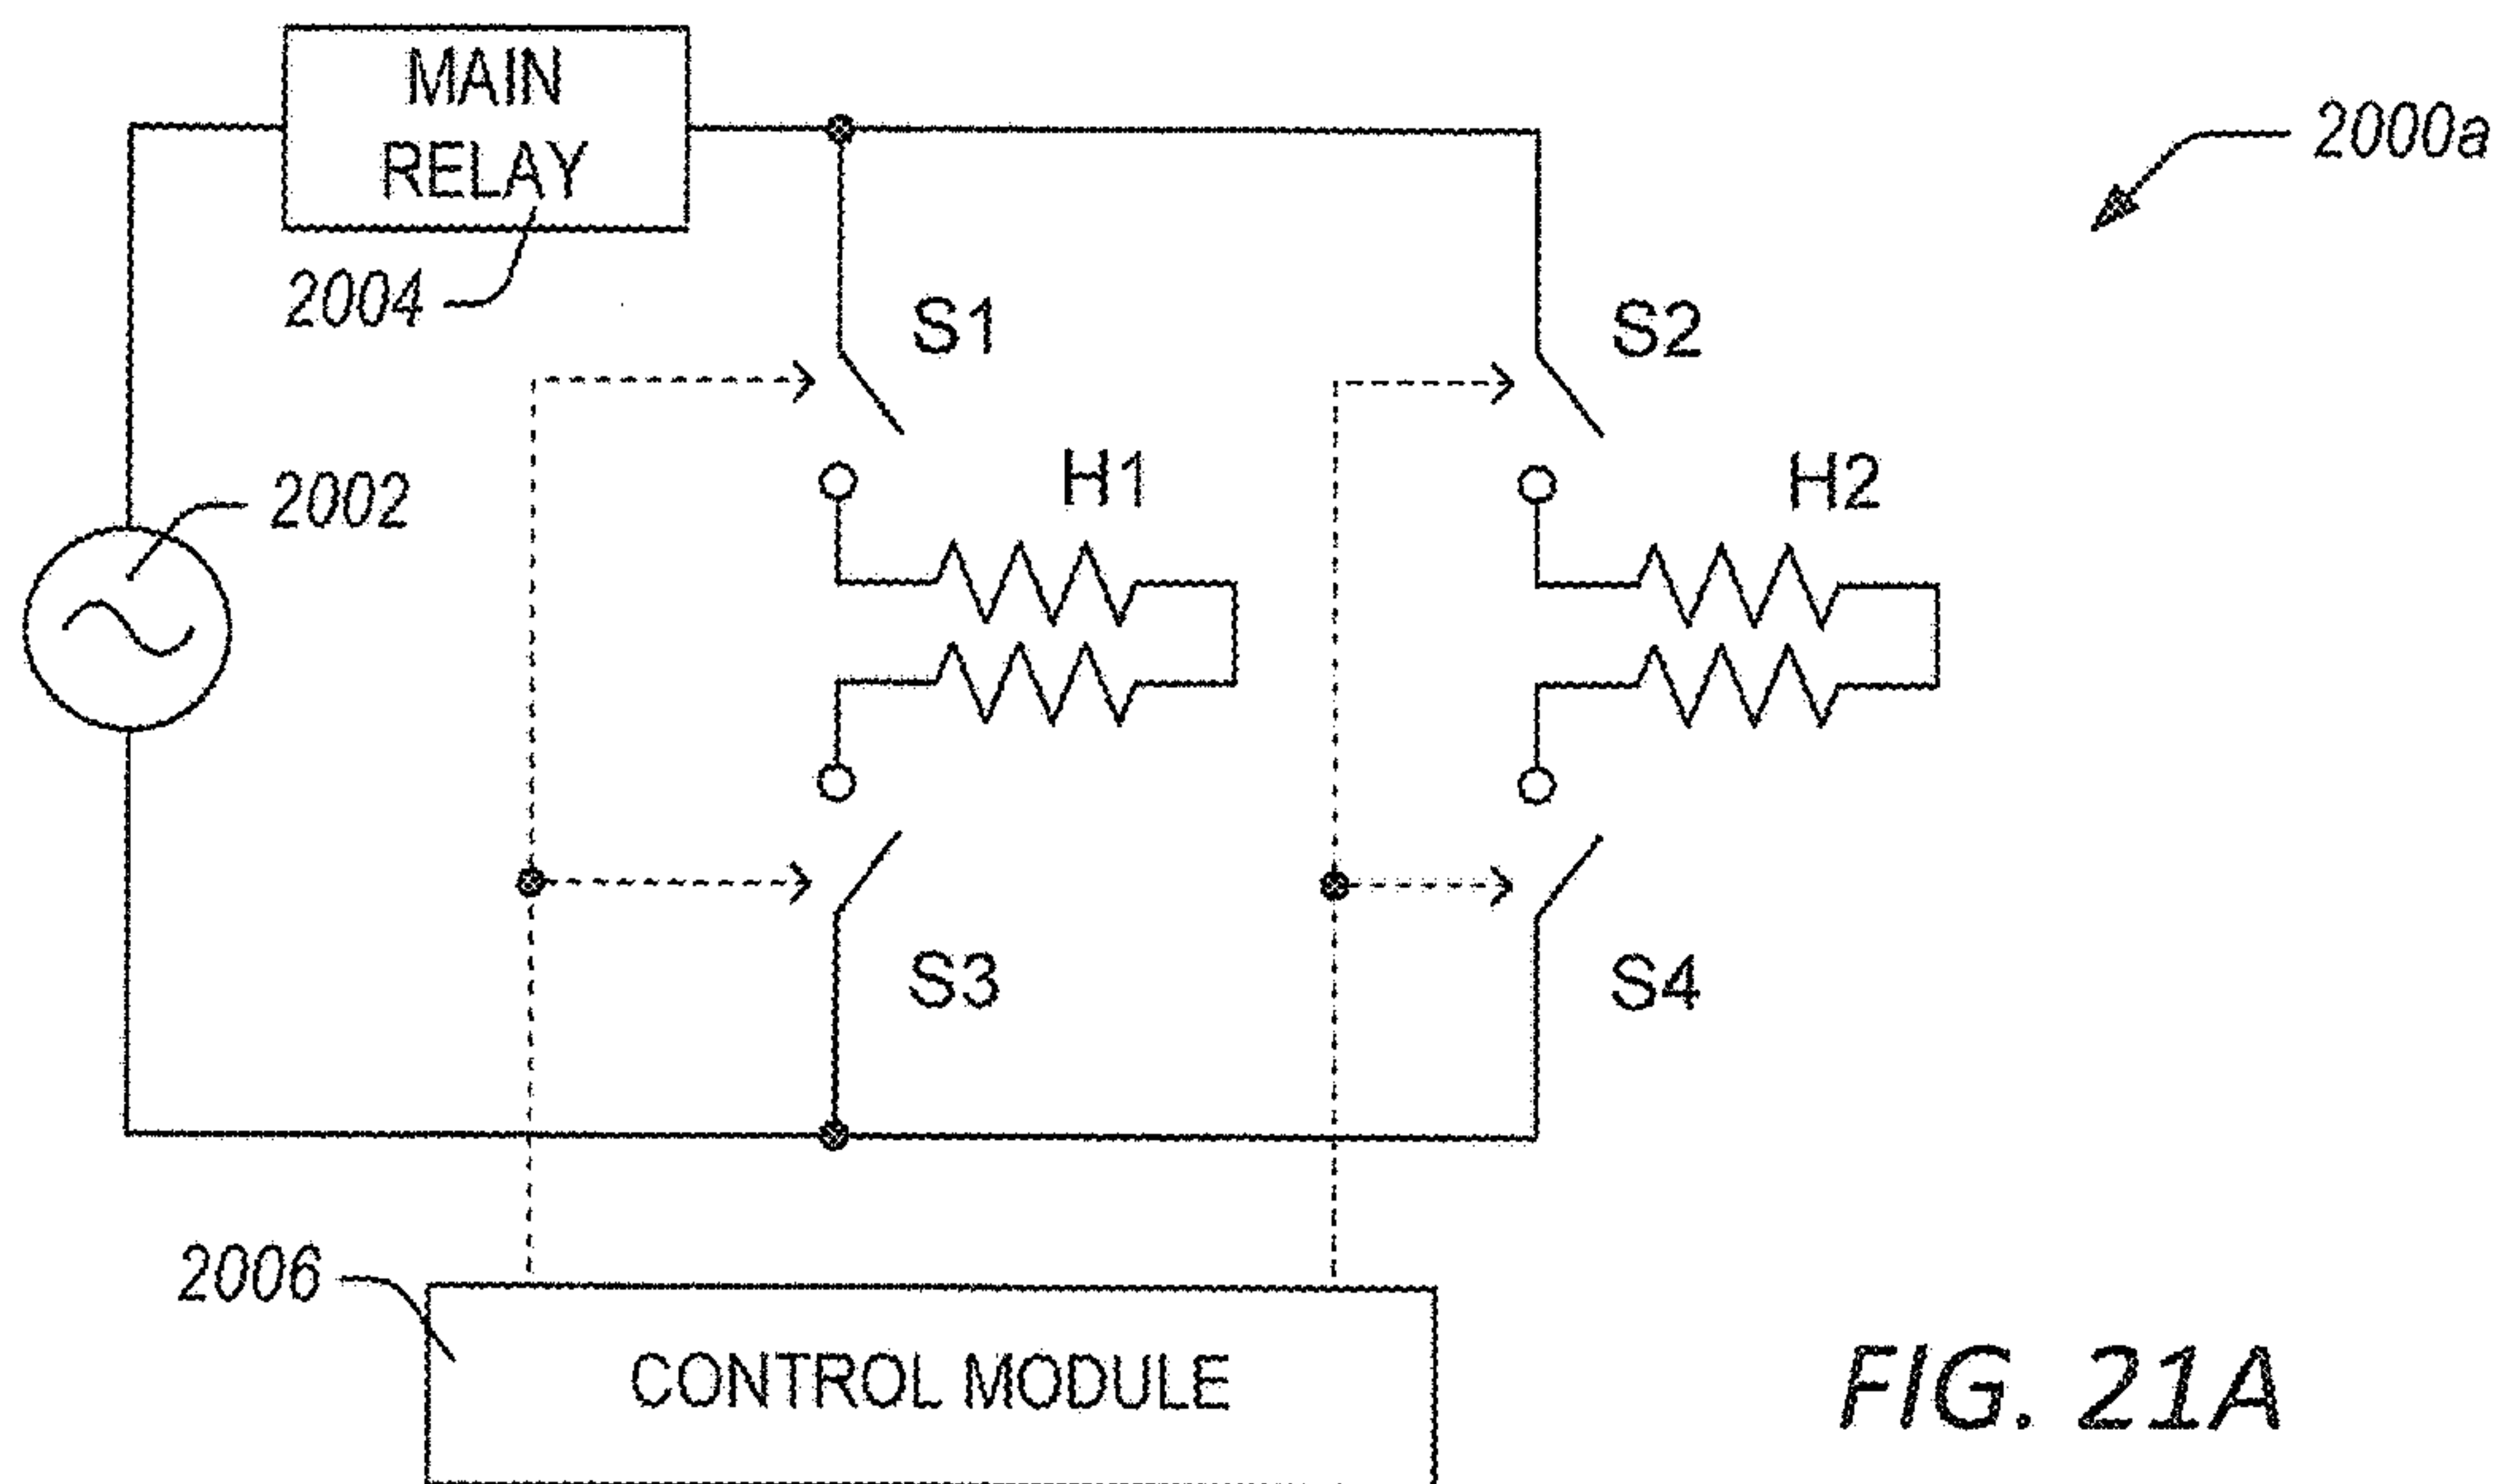 MAIN
RELAY
2000a
2004
S1
S2
2002
H1
H2
S3
S4
2006
CONTROL MODULE
FIG. 21A